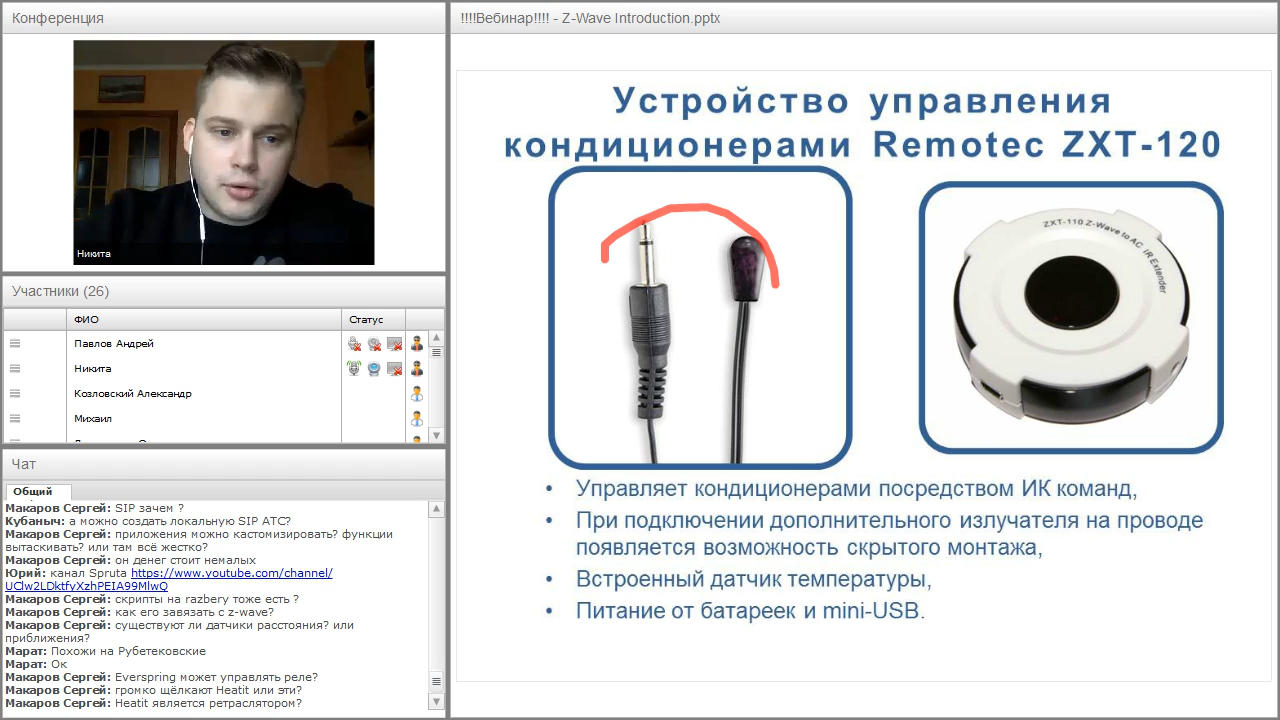 Конференция
Никита
Участники (26)
ФИО
Статус
Павлов Андрей
Никита
Козловский Александр
Михаил
Чат
Общий
Макаров Сергей: SIP зачем ?
Кубаныч: а можно создать локальную SIP АТС?
Макаров Сергей: приложения можно кастомизировать? функции
вытаскивать? или там всё жестко?
Макаров Сергей: он денег стоит немалых
Юрий: канал Spruta https://www.youtube.com/channel/
UClw2LDktfyXzhPEIA99MlwQ
Макаров Сергей: скрипты на razbery тоже есть ?
Макаров Сергей: как его завязать с z-wave?
Макаров Сергей: существуют ли датчики расстояния? или
приближения?
Марат: Похожи на Рубетековские
Марат: Ок
Макаров Сергей: Everspring может управлять реле?
Макаров Сергей: громко щёлкают Heatit или эти?
Макаров Сергей: Heatit является ретраслятором?
!!!!Вебинар!!!! - Z-Wave Introduction.pptx
Устройство управления
кондиционерами Remotec ZXT-120
ZXT-110 Z-Wave to AC IR Extender
• Управляет кондиционерами посредством ИК команд,
• При подключении дополнительного излучателя на проводе
появляется возможность скрытого монтажа,
• Встроенный датчик температуры,
• Питание от батареек и mini-USB.